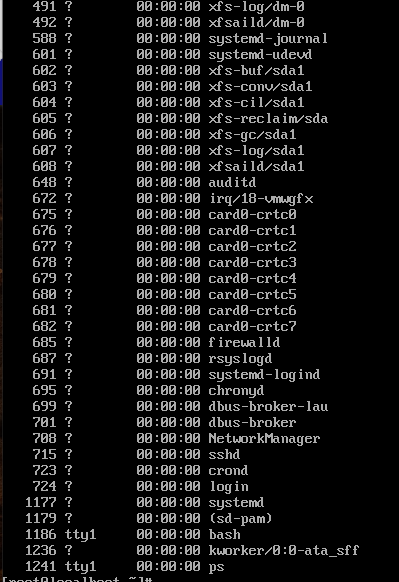 491 ? 00:00:00 xfs-log/dm-0
492 ? 00:00:00 xfsaild/dm-0
588 ? 00:00:00 systemd-journal
601 ? 00:00:00 systemd-udevd
602 ? 00:00:00 xfs-buf/sda1
603 ? 00:00:00 xfs-conv/sda1
604 ? 00:00:00 xfs-cil/sda1
605 ? 00:00:00 xfs-reclaim/sda
606 ? 00:00:00 xfs-gc/sda1
607 ? 00:00:00 xfs-log/sda1
608 ? 00:00:00 xfsaild/sda1
648 ? 00:00:00 auditd
672 ? 00:00:00 irq/18-vmwgfx
675 ? 00:00:00 card0-crtc0
676 ? 00:00:00 card0-crtc1
677 ? 00:00:00 card0-crtc2
678 ? 00:00:00 card0-crtc3
679 ? 00:00:00 card0-crtc4
680 ? 00:00:00 card0-crtc5
681 ? 00:00:00 card0-crtc6
682 ? 00:00:00 card0-crtc7
685 ? 00:00:00 firewalld
687 ? 00:00:00 rsyslogd
691 ? 00:00:00 systemd-logind
695 ? 00:00:00 chronyd
699 ? 00:00:00 dbus-broker-lau
701 ? 00:00:00 dbus-broker
708 ? 00:00:00 NetworkManager
715 ? 00:00:00 sshd
723 ? 00:00:00 crond
724 ? 00:00:00 login
1177 ? 00:00:00 systemd
1179 ? 00:00:00 (sd-pam)
1186 tty1 00:00:00 bash
1236 ? 00:00:00 kworker/0:0-ata_sff
1241 tty1 00:00:00 ps
[root@localhost ~]#